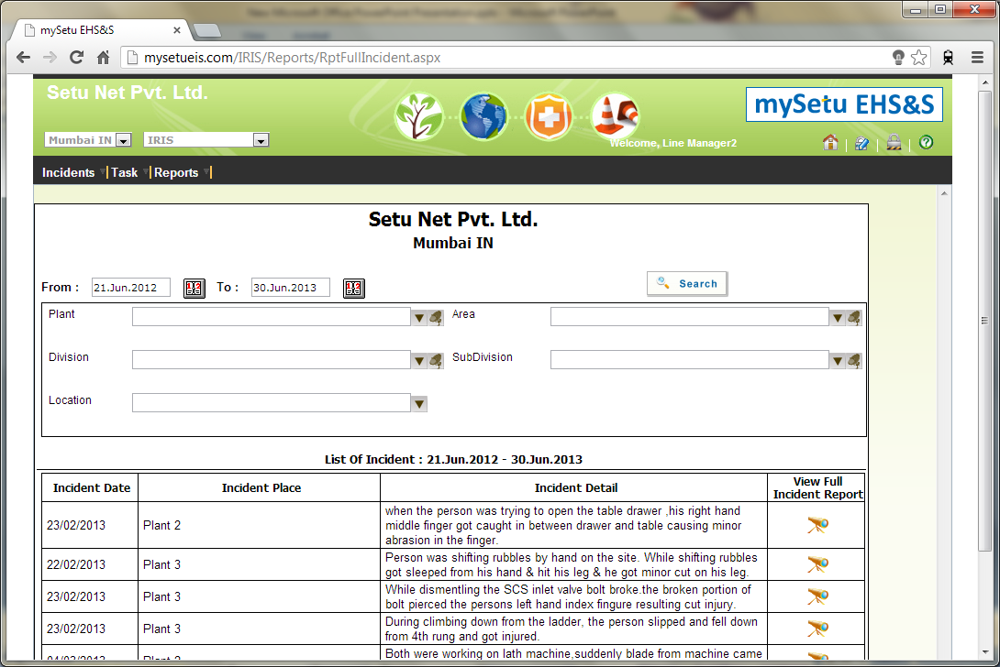 mySetu EHS&S
mysetueis.com/IRIS/Reports/RptFullIncident.aspx
Setu Net Pvt. Ltd.
mySetu EHS&S
Mumbai IN
IRIS
Welcome, Line Manager2
Incidents
Task
Reports
Setu Net Pvt. Ltd.
Mumbai IN
From : 21.Jun.2012 To : 30.Jun.2013 Search
Plant Area
Division SubDivision
Location
List Of Incident : 21.Jun.2012 - 30.Jun.2013
Incident Date Incident Place Incident Detail View Full
Incident Report
23/02/2013 Plant 2 when the person was trying to open the table drawer ,his right hand
middle finger got caught in between drawer and table causing minor
abrasion in the finger.
22/02/2013 Plant 3 Person was shifting rubbles by hand on the site. While shifting rubbles
got sleeped from his hand & hit his leg & he got minor cut on his leg.
23/02/2013 Plant 3 While dismentling the SCS inlet valve bolt broke.the broken portion of
bolt pierced the persons left hand index fingure resulting cut injury.
23/02/2013 Plant 3 During climbing down from the ladder, the person slipped and fell down
from 4th rung and got injured.
Both were working on lath machine,suddenly blade from machine came